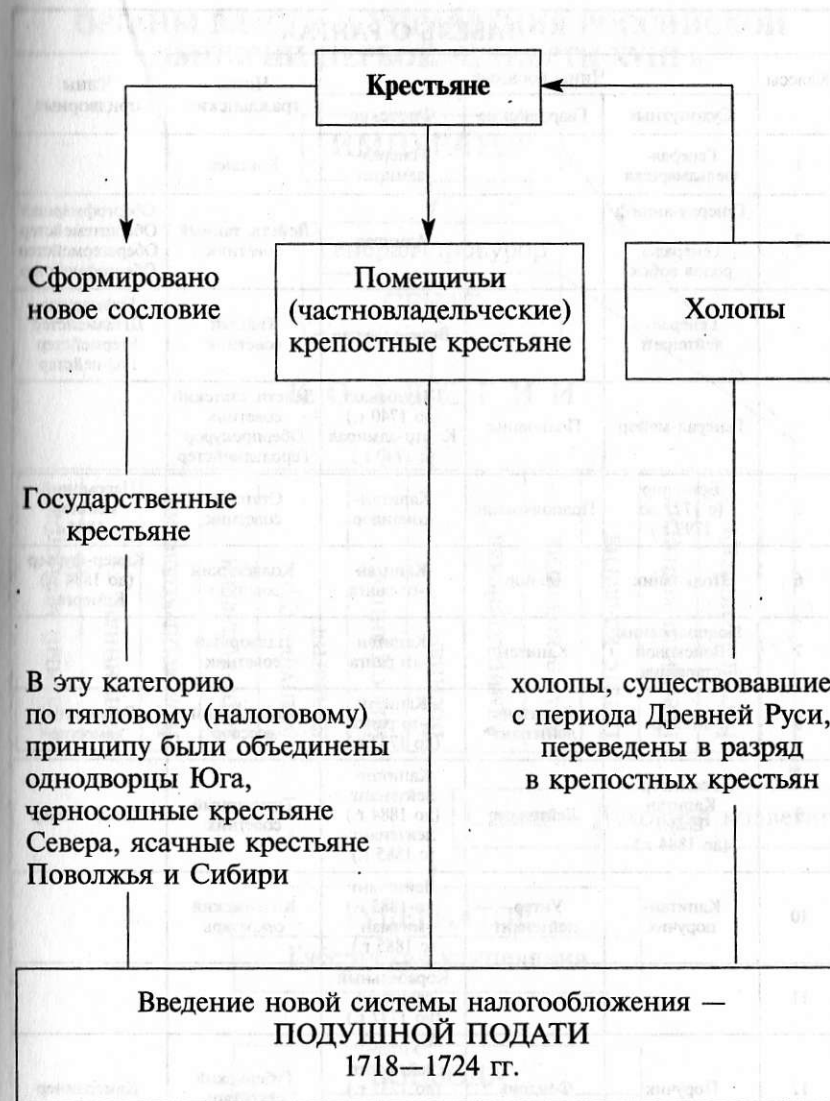 Крестьяне
Сформировано
новое сословие
Помещичьи
(частновладельческие)
крепостные крестьяне
Холопы
Государственные
крестьяне
В эту категорию
по тягловому (налоговому)
принципу были объединены
однодворцы Юга,
черносошные крестьяне
Севера, ясачные крестьяне
Поволжья и Сибири
холопы, существовавшие
с периода Древней Руси,
переведены в разряд
в крепостных крестьян
Введение новой системы налогообложения —
ПОДУШНОЙ ПОДАТИ
1718—1724 гг.